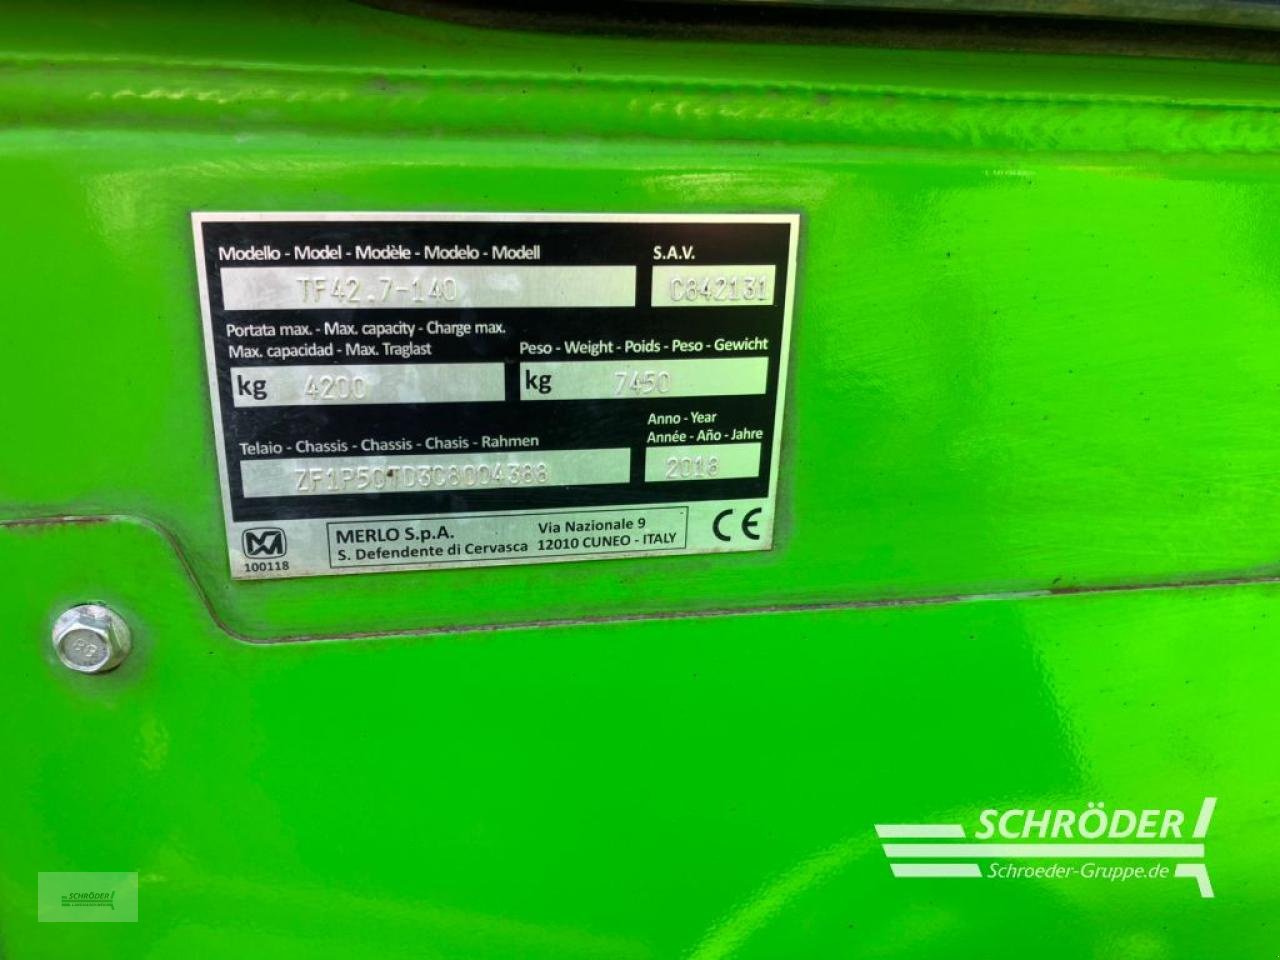 Modello - Model - Modèle - Modelo - Modell
S.A.V.
TF42.7-140
C842131
Portata max. - Max. capacity - Charge max.
Max. capacidad - Max. Traglast
Peso - Weight - Poids - Peso - Gewicht
kg 4200
kg 7450
Anno - Year
Année - Año - Jahre
Telaio - Chassis - Chassis - Chasis - Rahmen
ZF1P50TD3C8004388
2018
MERLO S.p.A.
S. Defendente di Cervasca
Via Nazionale 9
12010 CUNEO - ITALY
CE
100118
SCHRÖDER
Schroeder-Gruppe.de
SCHRÖDER